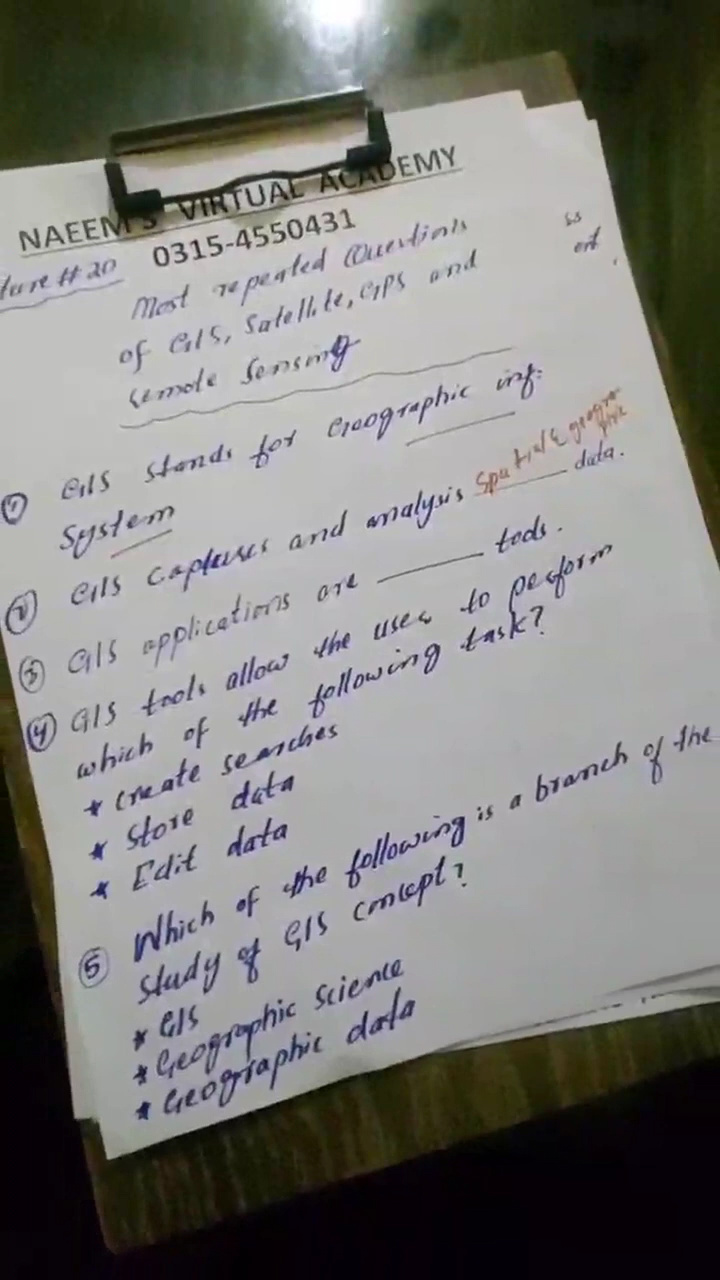 NAEEM'S VIRTUAL ACADEMY
0315-4550431
ture # 20
Most repeated Questions
of GIS, Satellite, GPS and
remote sensing
ss
ent
① GIS stands for Geographic inf.
System
② GIS captures and analysis Spatial & geographic data.
③ GIS applications are ______ tools.
④ GIS tools allow the user to perform
which of the following task?
* Create searches
* Store data
* Edit data
⑤ Which of the following is a branch of the
study of GIS concept?
* GIS
* Geographic science
* Geographic data